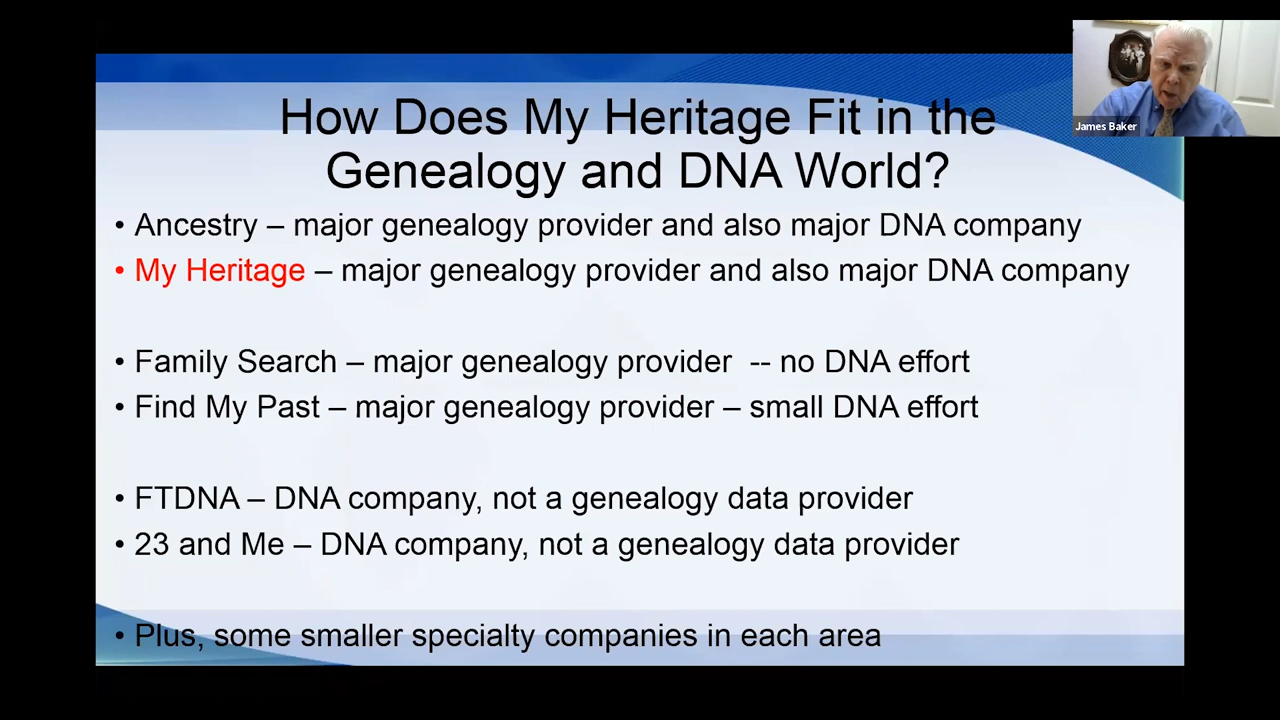 How Does My Heritage Fit in the
Genealogy and DNA World?
James Baker
• Ancestry – major genealogy provider and also major DNA company
• My Heritage – major genealogy provider and also major DNA company
• Family Search – major genealogy provider  -- no DNA effort
• Find My Past – major genealogy provider – small DNA effort
• FTDNA – DNA company, not a genealogy data provider
• 23 and Me – DNA company, not a genealogy data provider
• Plus, some smaller specialty companies in each area